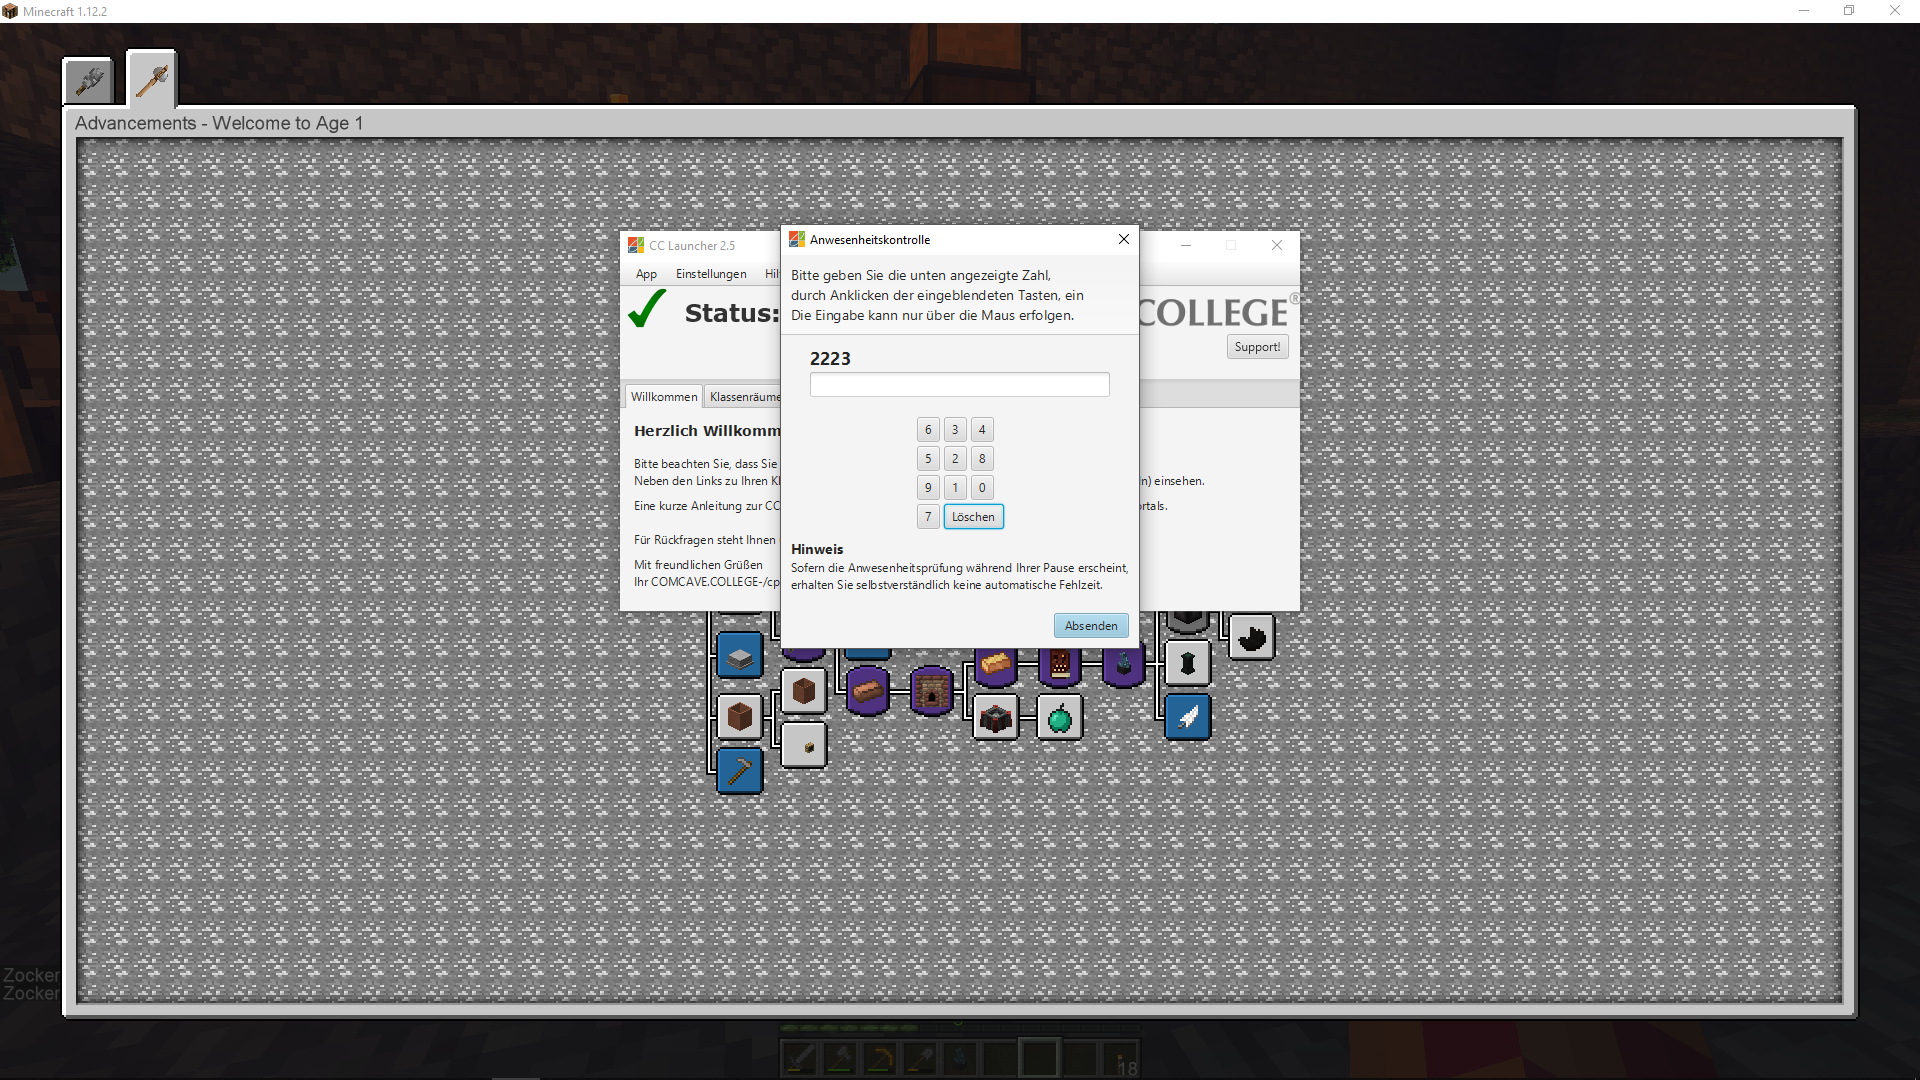 Minecraft 1.12.2
Advancements - Welcome to Age 1
CC Launcher 2.5
App Einstellungen
Status:
COLLEGE®
Support!
Willkommen Klassenräume
Herzlich
Bitte beachten Sie, dass Sie
Neben den Links zu Ihren
einsehen.
Eine kurze Anleitung zur
Für Rückfragen steht Ihnen
Mit freundlichen Grüßen
Ihr COMCAVE.COLLEGE-/cp
Anwesenheitskontrolle
Bitte geben Sie die unten angezeigte Zahl,
durch Anklicken der eingeblendeten Tasten, ein
Die Eingabe kann nur über die Maus erfolgen.
2223
6 3 4
5 2 8
9 1 0
7 Löschen
Hinweis
Sofern die Anwesenheitsprüfung während Ihrer Pause erscheint,
erhalten Sie selbstverständlich keine automatische Fehlzeit.
Absenden
Zocker
Zocker
18